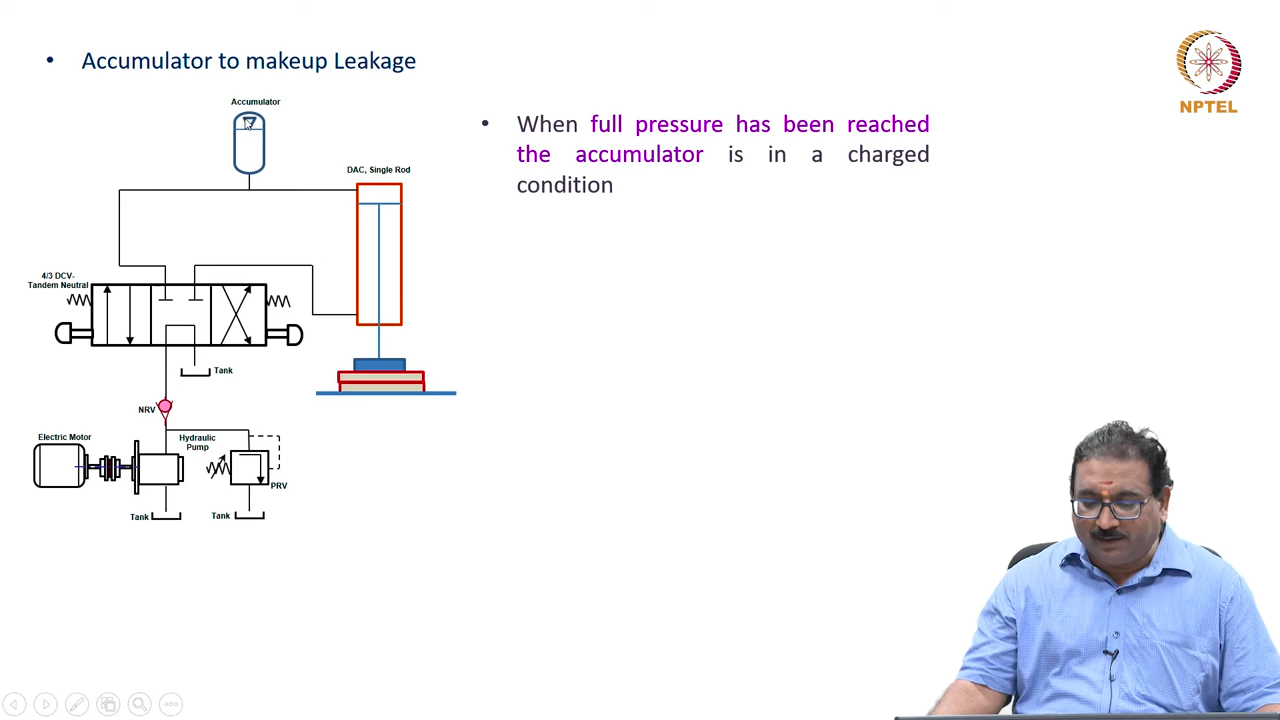 • Accumulator to makeup Leakage
NPTEL
Accumulator
• When full pressure has been reached
the accumulator is in a charged
condition
DAC, Single Rod
4/3 DCV-
Tandem Neutral
Tank
NRV
Electric Motor
Hydraulic
Pump
PRV
Tank
Tank